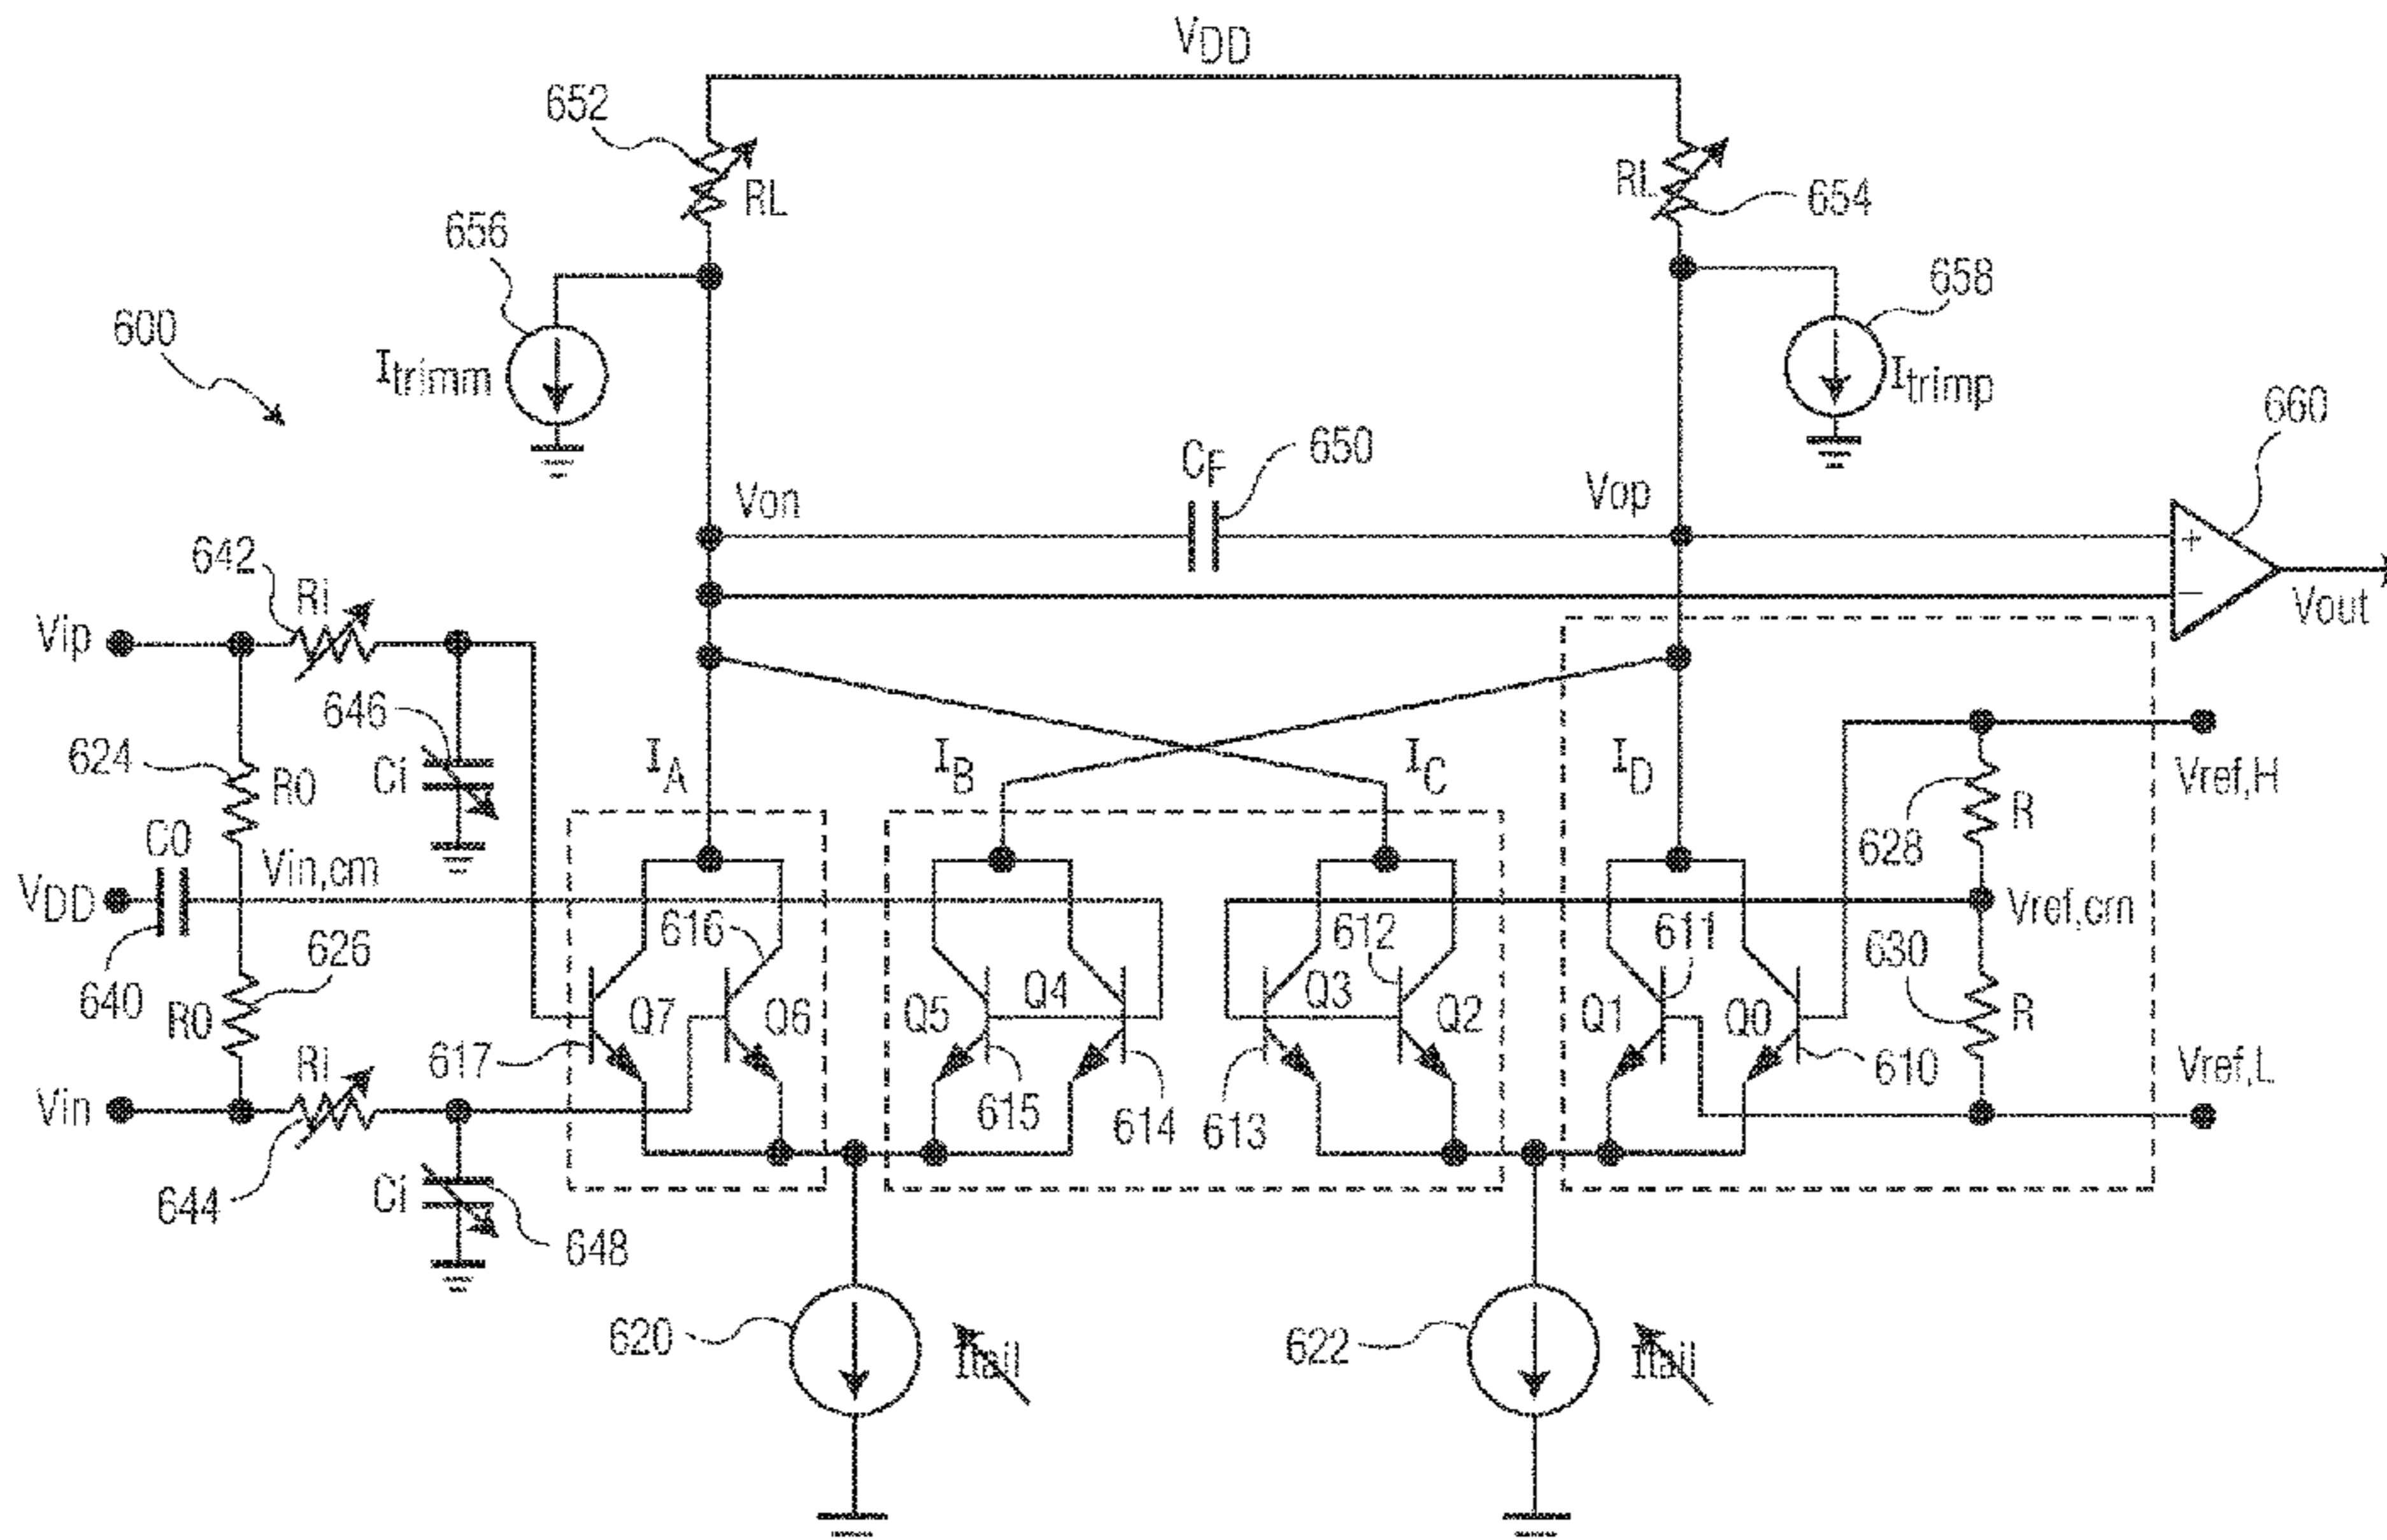 VDD
652
RL
RL
654
656
658
600
Itrimm
Itrimp
660
CF
650
Von
Vop
642
Ri
Vip
+
−
Vout
646
Ci
624
R0
IA
IB
IC
ID
Vref,H
628
R
C0
Vin,cm
VDD
616
612
611
Vref,cm
640
626
R0
Q7
Q6
Q5
Q4
Q3
Q2
Q1
Q0
630
R
617
615
614
613
610
Vref,L
Vin
Ri
644
Ci
648
620
Itail
622
Itail